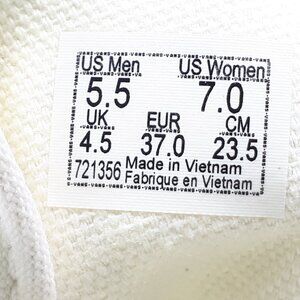 US Men US Women
5.5 7.0
UK EUR CM
4.5 37.0 23.5
721356 Made in Vietnam
Fabrique en Vietnam